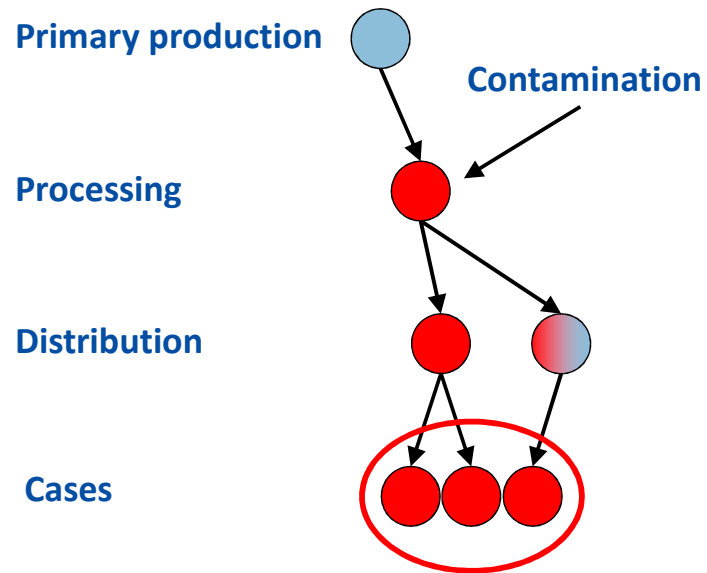 Primary production
Contamination
Processing
Distribution
Cases